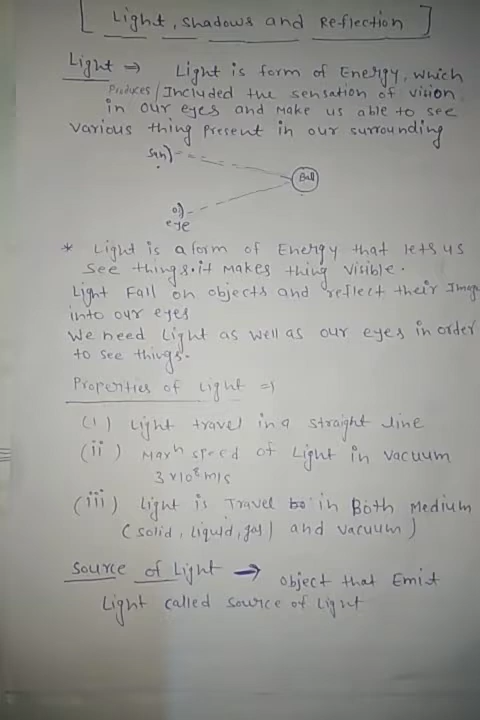 [ Light, Shadows and Reflection ]
Light ⇒ Light is form of Energy, which
Produces/Included the sensation of vision
in our eyes and Make us able to see
various thing Present in our surrounding
Sun
Ball
eye
* Light is a form of Energy that lets us
see things. it Makes thing visible.
Light Fall on objects and reflect their Image
into our eyes
We need Light as well as our eyes in order
to see things.
Properties of Light ⇒
(i) Light travel in a straight line
(ii) Maxm speed of Light in vacuum
3 x 10⁸ m/s
(iii) Light is Travel in Both Medium
(solid, liquid, gas) and vacuum)
Source of Light → object that Emit
Light called source of Light